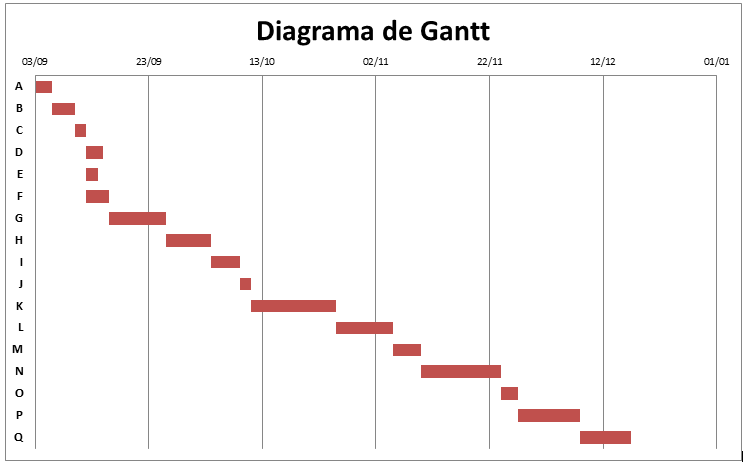 Diagrama de Gantt
03/09 23/09 13/10 02/11 22/11 12/12 01/01
A
B
C
D
E
F
G
H
I
J
K
L
M
N
O
P
Q